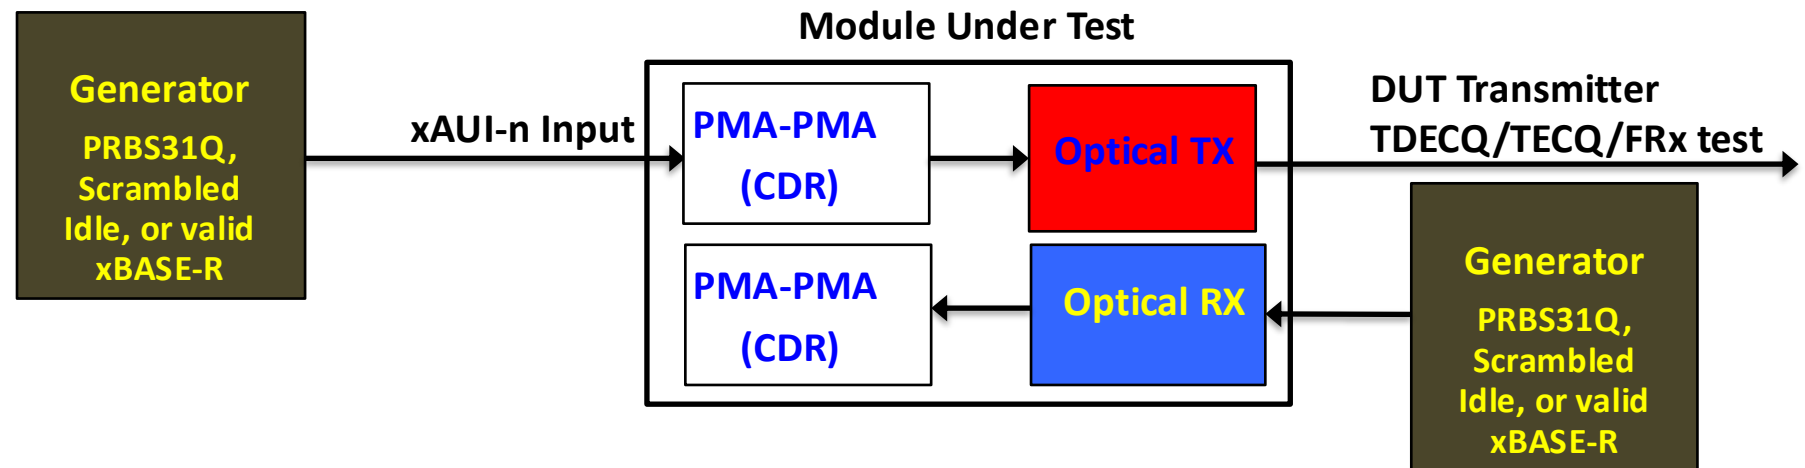 Module Under Test
Generator
PRBS31Q,
Scrambled
Idle, or valid
xBASE-R
xAUI-n Input
PMA-PMA
(CDR)
Optical TX
DUT Transmitter
TDECQ/TECQ/FRx test
PMA-PMA
(CDR)
Optical RX
Generator
PRBS31Q,
Scrambled
Idle, or valid
xBASE-R